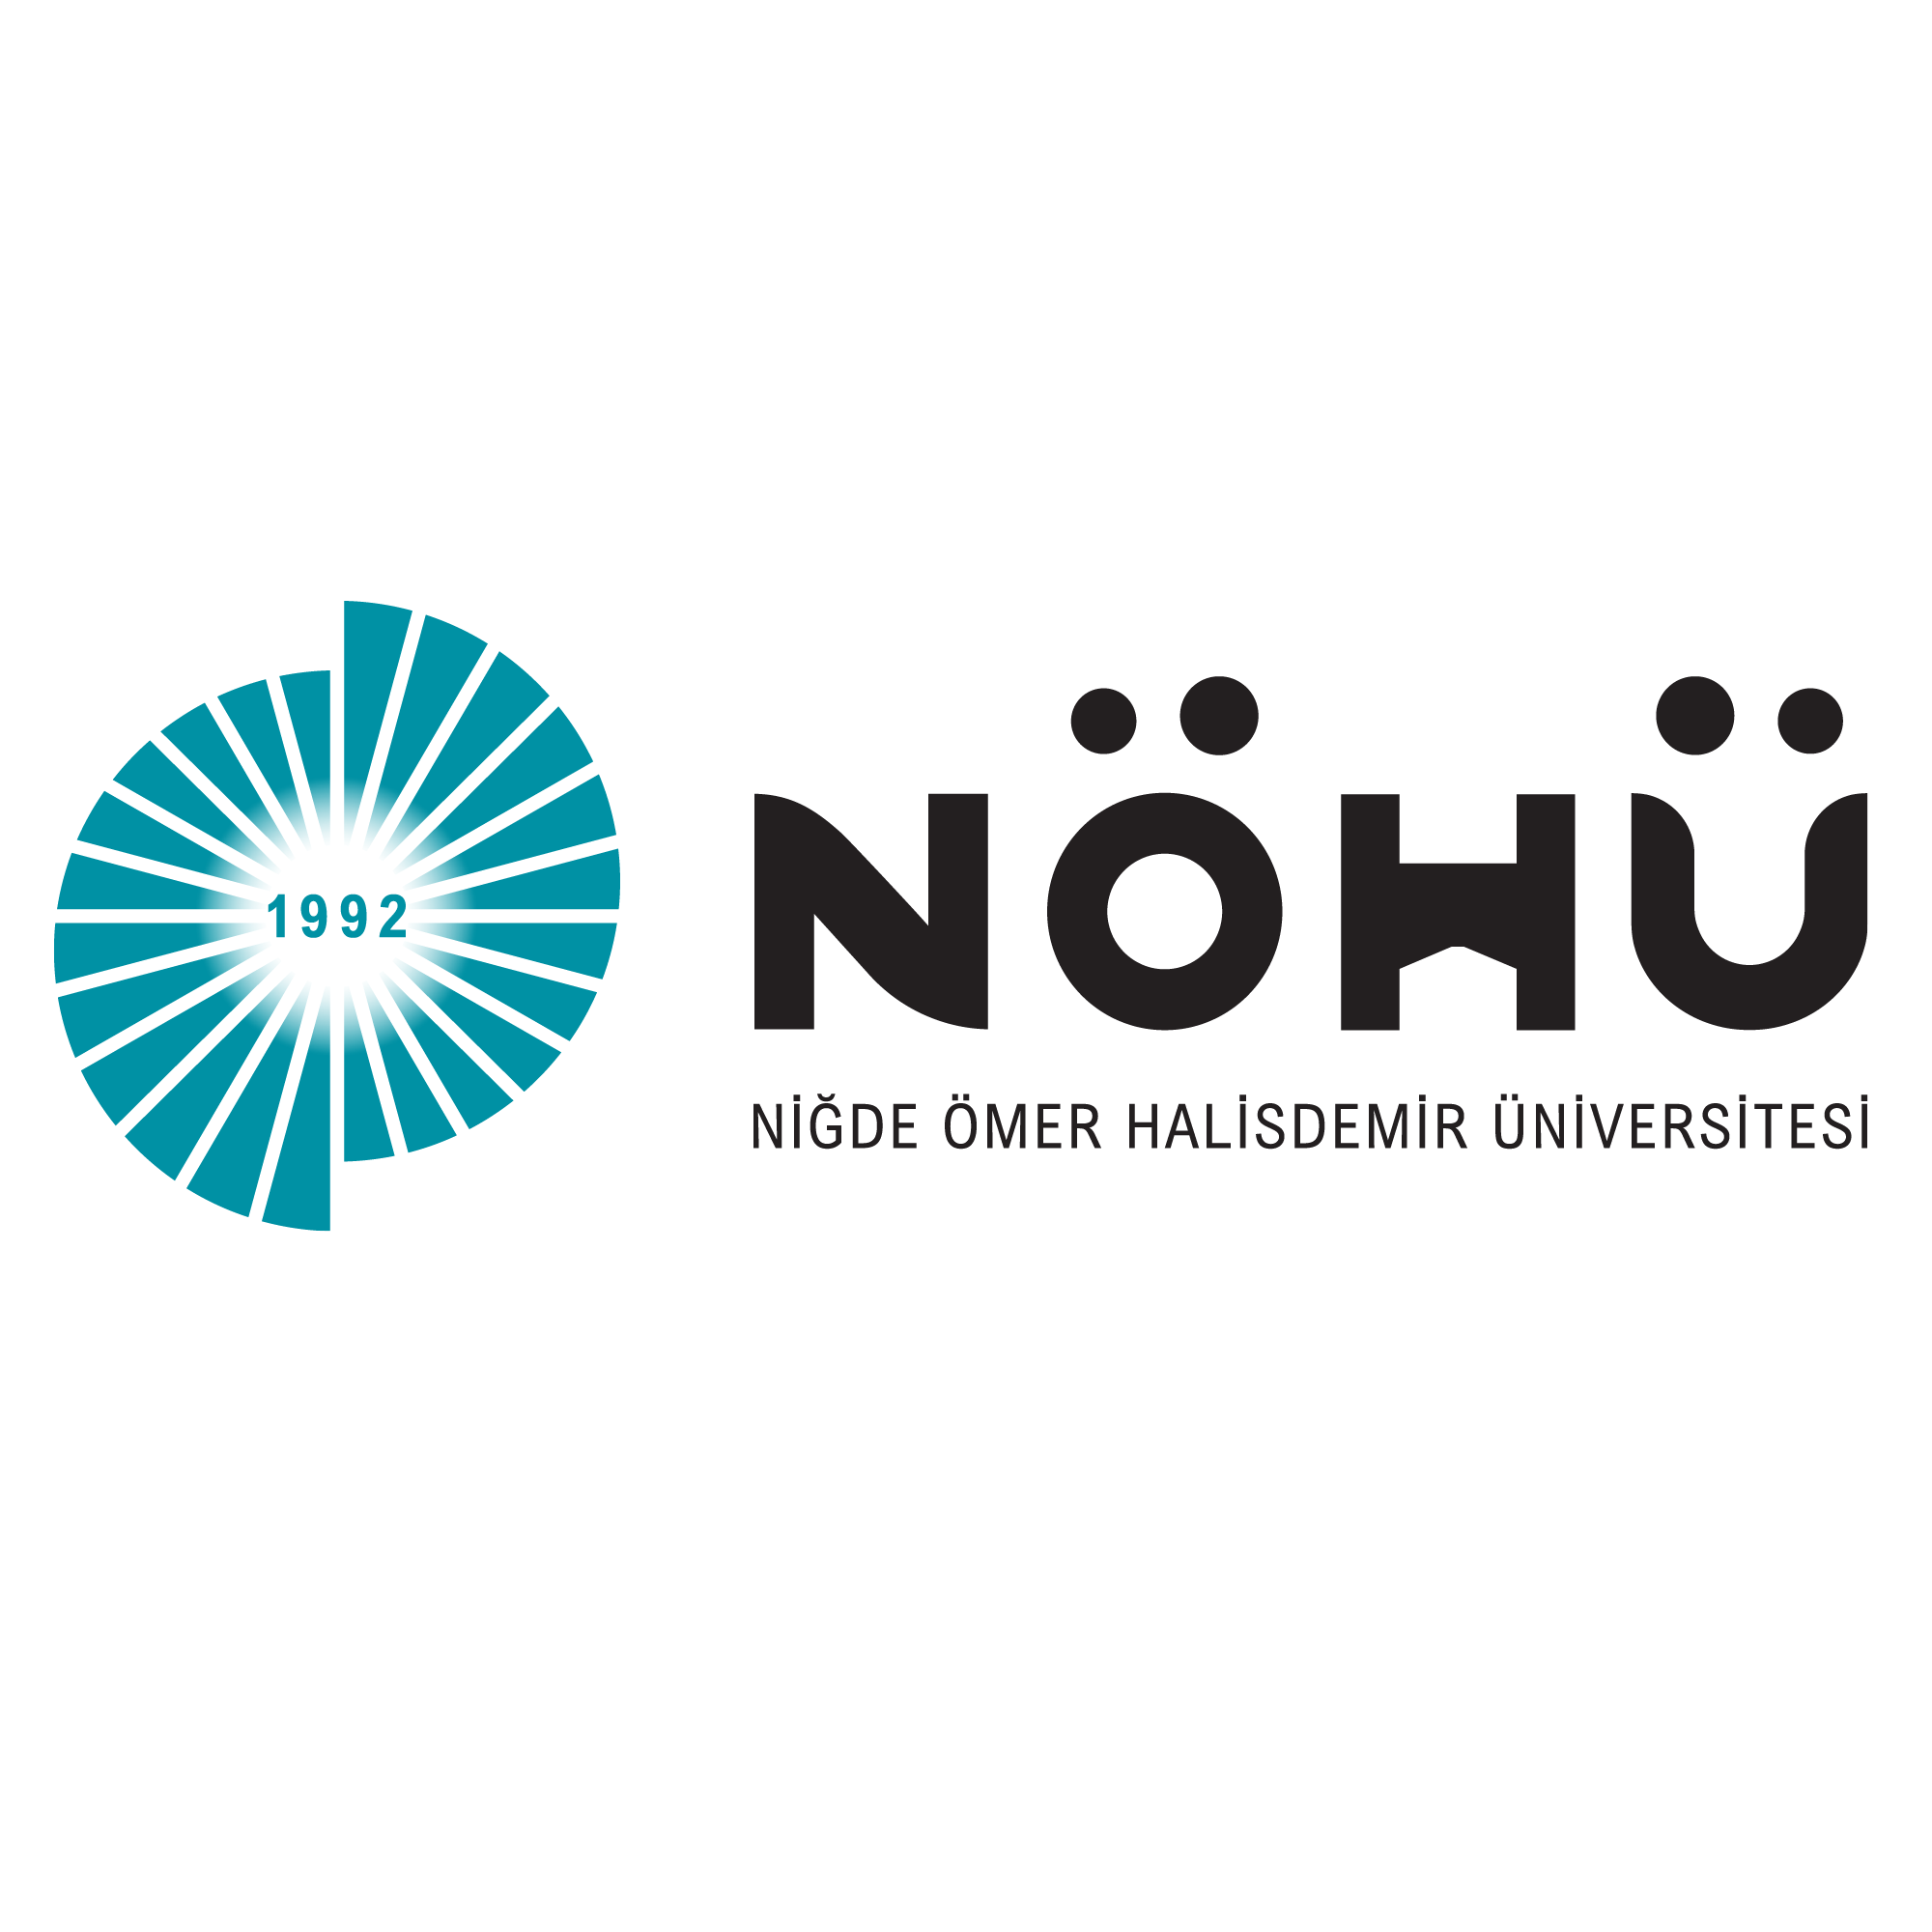 1992
NÖHÜ
NİĞDE ÖMER HALİSDEMİR ÜNİVERSİTESİ